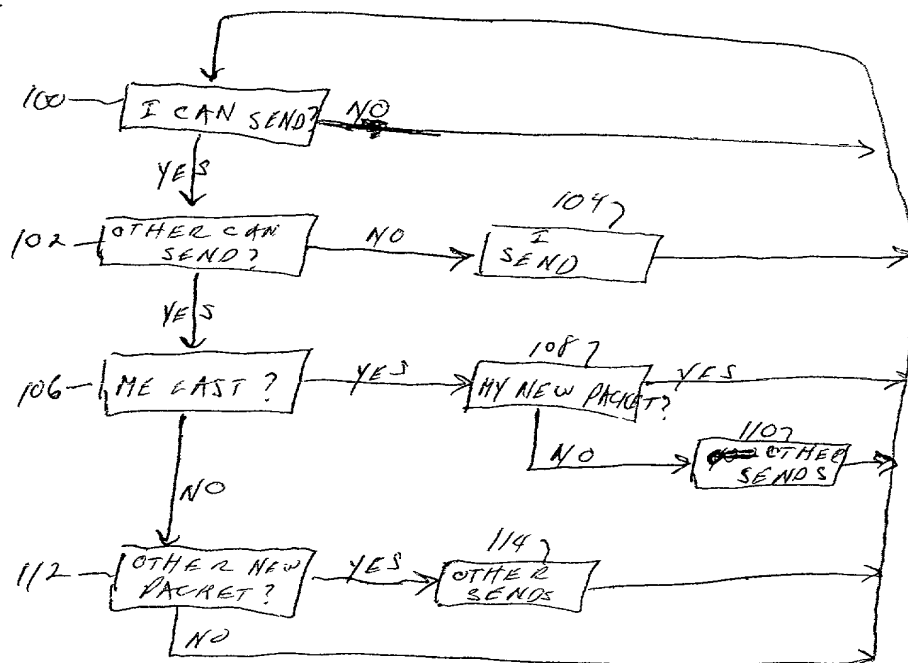 100
I CAN SEND?
NO
YES
104
102
OTHER CAN
SEND?
NO
I
SEND
YES
108
106
ME LAST?
YES
MY NEW PACKET?
YES
NO
110
OTHER
SENDS
NO
114
112
OTHER NEW
PACKET?
YES
OTHER
SENDS
NO